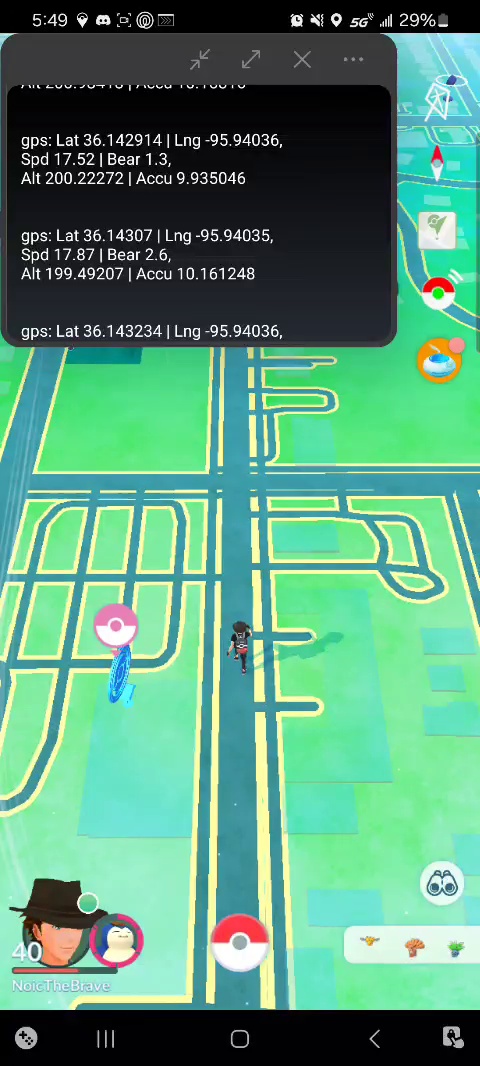 5:49
5G
29%
gps: Lat 36.142914 | Lng -95.94036,
Spd 17.52 | Bear 1.3,
Alt 200.22272 | Accu 9.935046
gps: Lat 36.14307 | Lng -95.94035,
Spd 17.87 | Bear 2.6,
Alt 199.49207 | Accu 10.161248
gps: Lat 36.143234 | Lng -95.94036,
40
NoicTheBrave